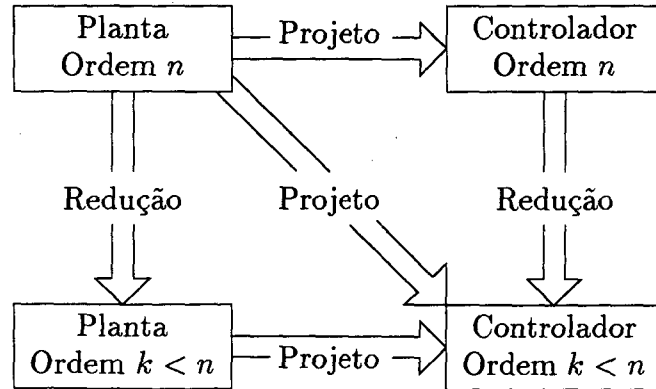 Planta
Ordem n
Projeto
Controlador
Ordem n
Redução
Projeto
Redução
Planta
Ordem k < n
Projeto
Controlador
Ordem k < n